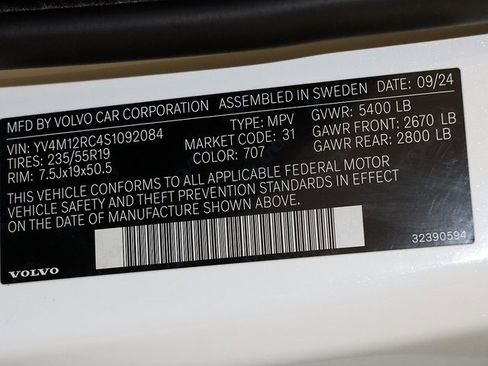 MFD BY VOLVO CAR CORPORATION ASSEMBLED IN SWEDEN DATE: 09/24
VIN: YV4M12RC4S1092084 TYPE: MPV GVWR: 5400 LB
TIRES: 235/55R19 MARKET CODE: 31 GAWR FRONT: 2670 LB
RIM: 7.5Jx19x50.5 COLOR: 707 GAWR REAR: 2800 LB
THIS VEHICLE CONFORMS TO ALL APPLICABLE FEDERAL MOTOR
VEHICLE SAFETY AND THEFT PREVENTION STANDARDS IN EFFECT
ON THE DATE OF MANUFACTURE SHOWN ABOVE.
VOLVO 32390594